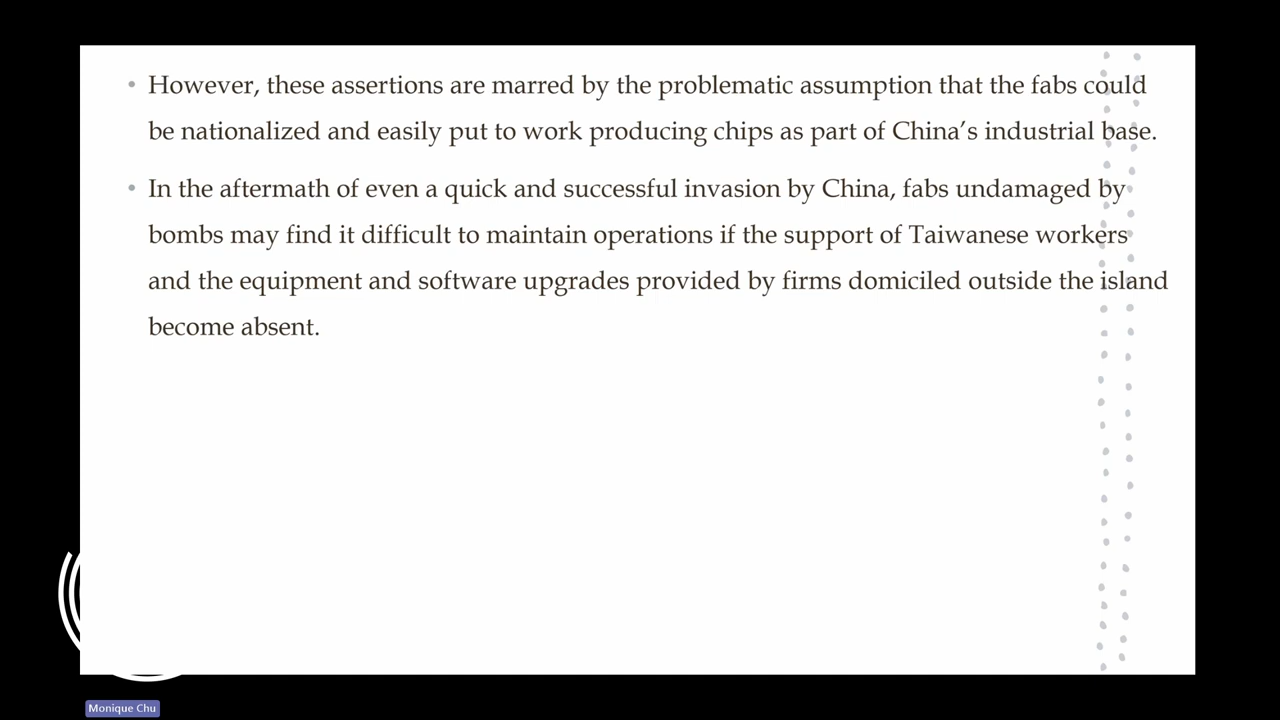 • However, these assertions are marred by the problematic assumption that the fabs could
be nationalized and easily put to work producing chips as part of China’s industrial base.
• In the aftermath of even a quick and successful invasion by China, fabs undamaged by
bombs may find it difficult to maintain operations if the support of Taiwanese workers
and the equipment and software upgrades provided by firms domiciled outside the island
become absent.
Monique Chu